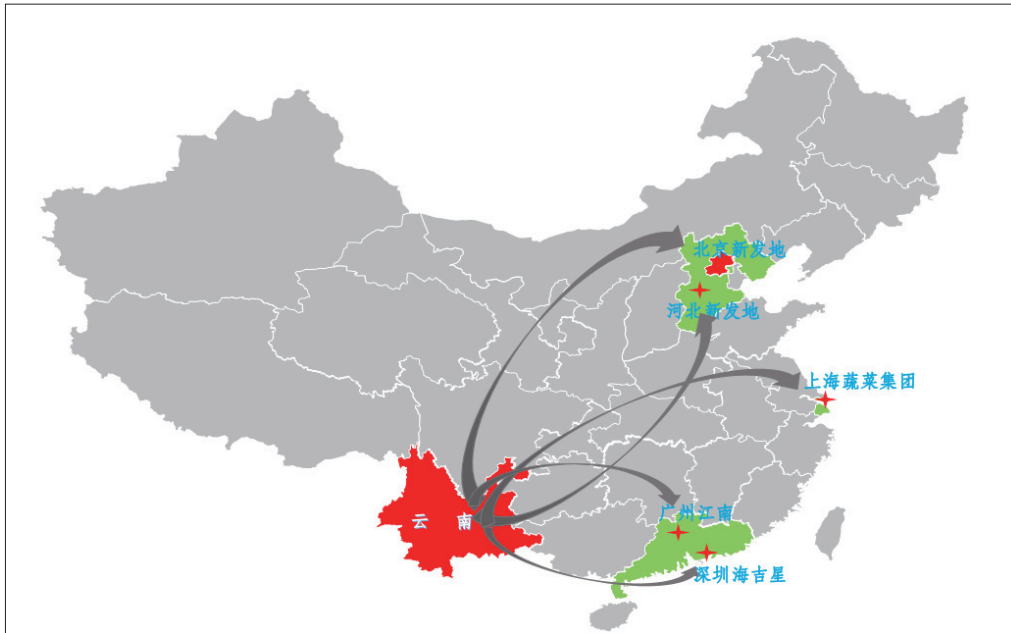 北京新发地
河北新发地
上海蔬菜集团
云 南
广州江南
深圳海吉星